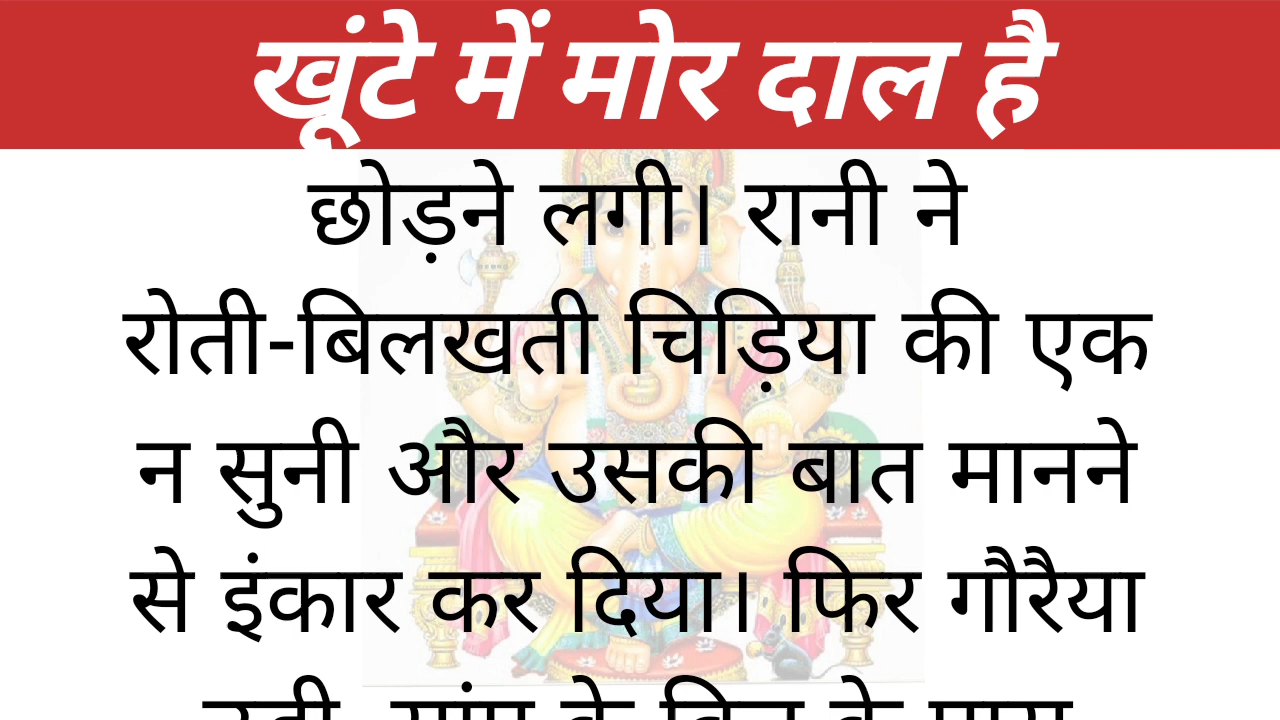 खूंटे में मोर दाल है
छोड़ने लगी। रानी ने
रोती-बिलखती चिड़िया की एक
न सुनी और उसकी बात मानने
से इंकार कर दिया। फिर गौरैया
के के पास